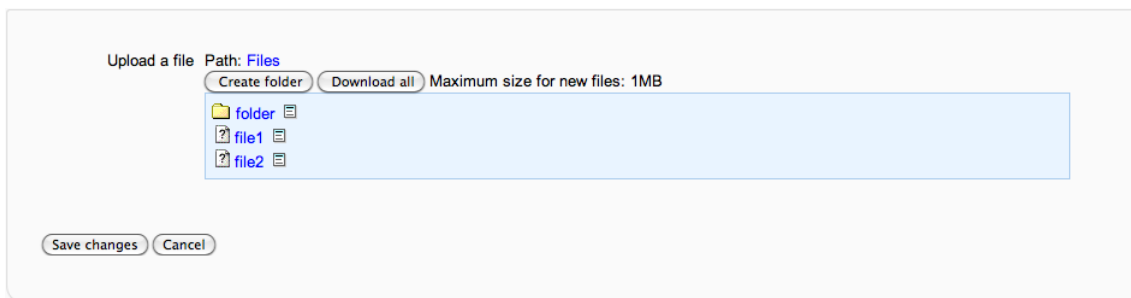 Upload a file Path: Files
Create folder Download all Maximum size for new files: 1MB
folder
file1
file2
Save changes Cancel